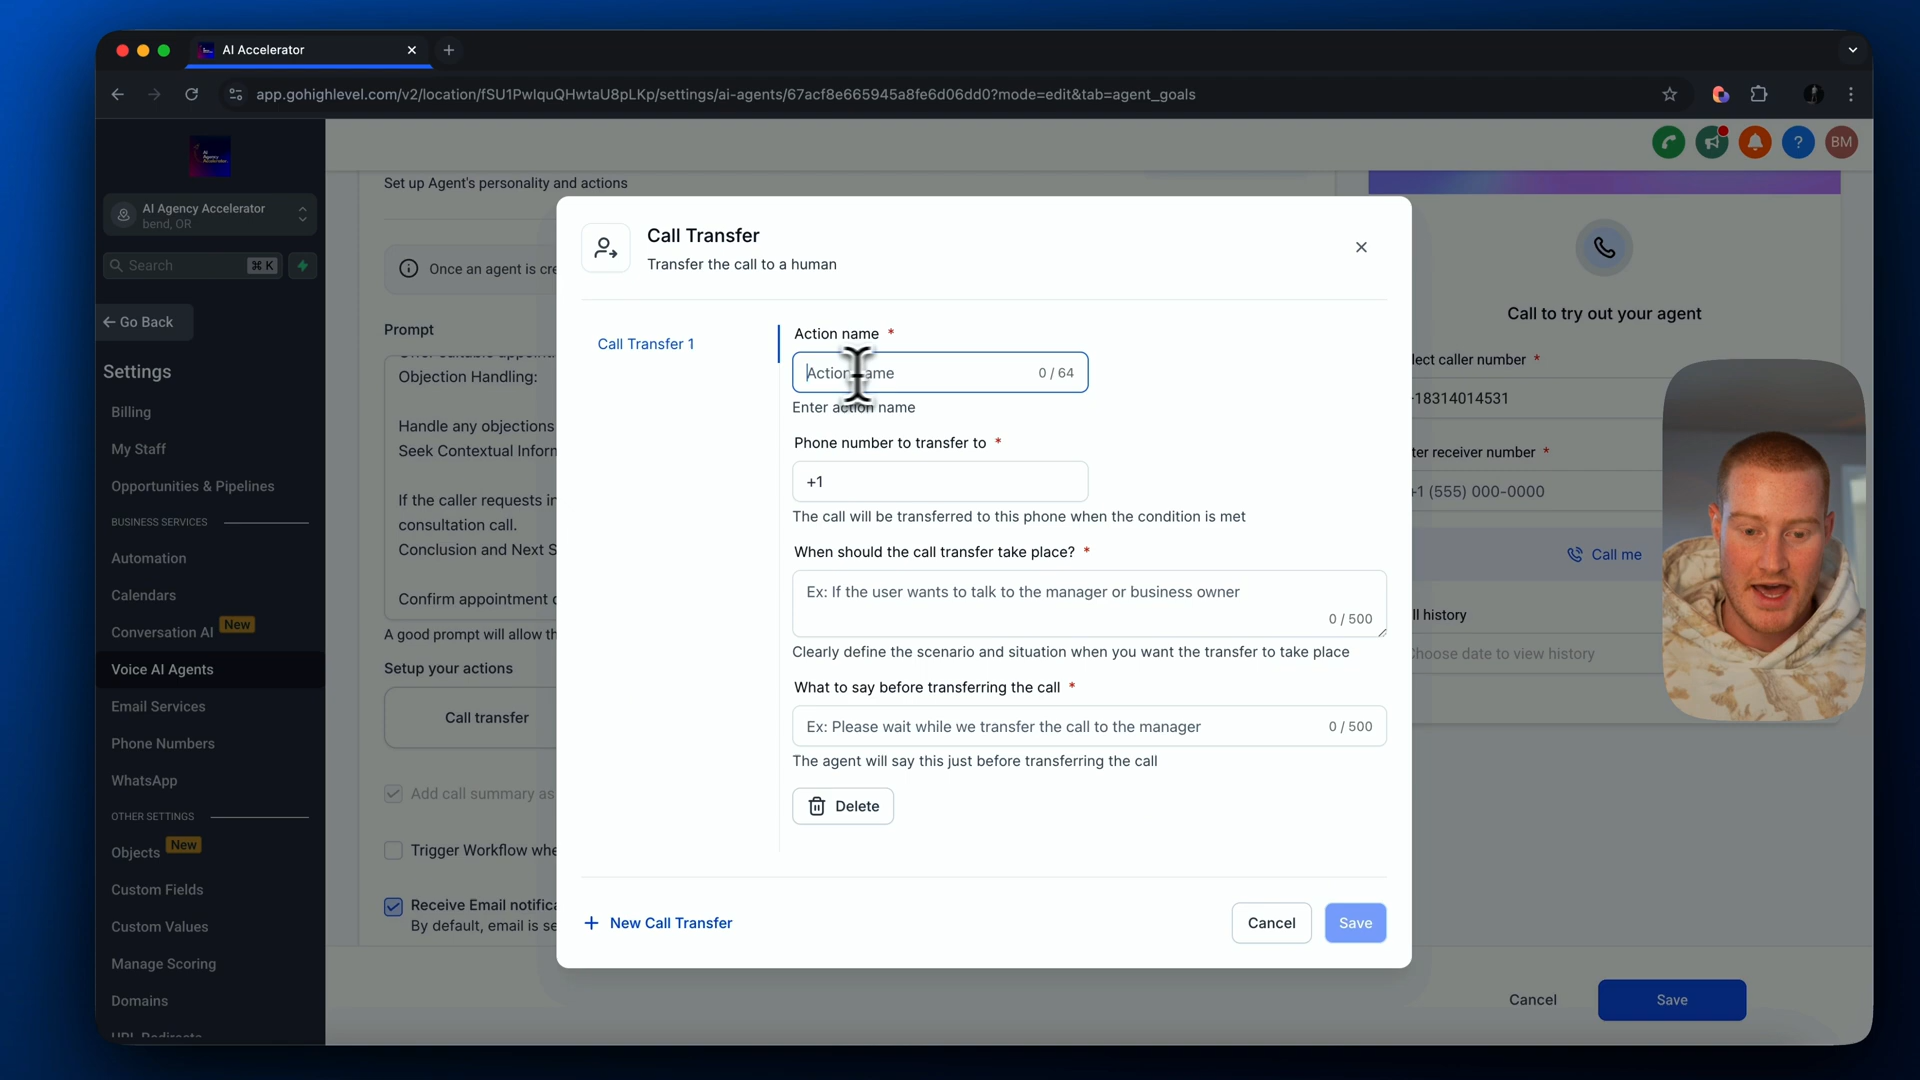 AI Accelerator
app.gohighlevel.com/v2/location/fSU1PwIquQHwtaU8pLKp/settings/ai-agents/67acf8e665945a8fe6d06dd0?mode=edit&tab=agent_goals
BM
AI Agency Accelerator
bend, OR
Search
⌘ K
Go Back
Settings
Billing
My Staff
Opportunities & Pipelines
BUSINESS SERVICES
Automation
Calendars
Conversation AI New
Voice AI Agents
Email Services
Phone Numbers
WhatsApp
OTHER SETTINGS
Objects New
Custom Fields
Custom Values
Manage Scoring
Domains
URL Redirects
Set up Agent's personality and actions
Once an agent is cre
Prompt
Objection Handling:
Handle any objections
Seek Contextual Inform
If the caller requests in
consultation call.
Conclusion and Next S
Confirm appointment
A good prompt will allow th
Setup your actions
Call transfer
Add call summary as
Trigger Workflow whe
Receive Email notifica
By default, email is se
Call Transfer
Transfer the call to a human
Call Transfer 1
Action name *
Action name 0 / 64
Enter action name
Phone number to transfer to *
+1
The call will be transferred to this phone when the condition is met
When should the call transfer take place? *
Ex: If the user wants to talk to the manager or business owner
0 / 500
Clearly define the scenario and situation when you want the transfer to take place
What to say before transferring the call *
Ex: Please wait while we transfer the call to the manager 0 / 500
The agent will say this just before transferring the call
Delete
+ New Call Transfer
Cancel
Save
Call to try out your agent
lect caller number *
18314014531
ter receiver number *
+1 (555) 000-0000
Call me
ll history
hoose date to view history
Cancel
Save